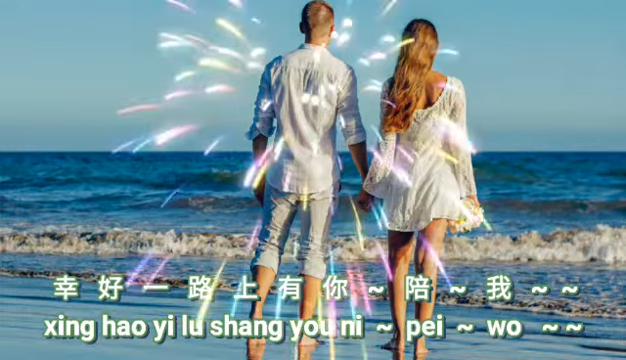 幸 好 一 路 上 有 你 ~ 陪 ~ 我 ~ ~
xing hao yi lu shang you ni ~ pei ~ wo ~ ~